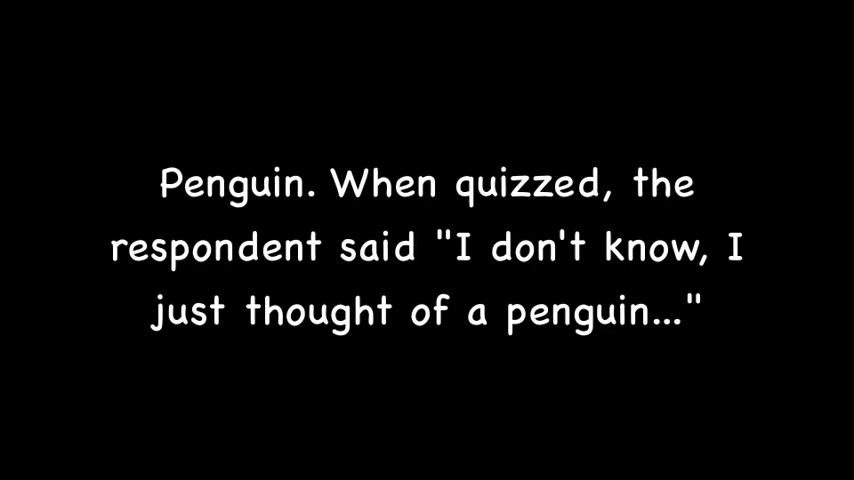 Penguin. When quizzed, the
respondent said "I don't know, I
just thought of a penguin..."